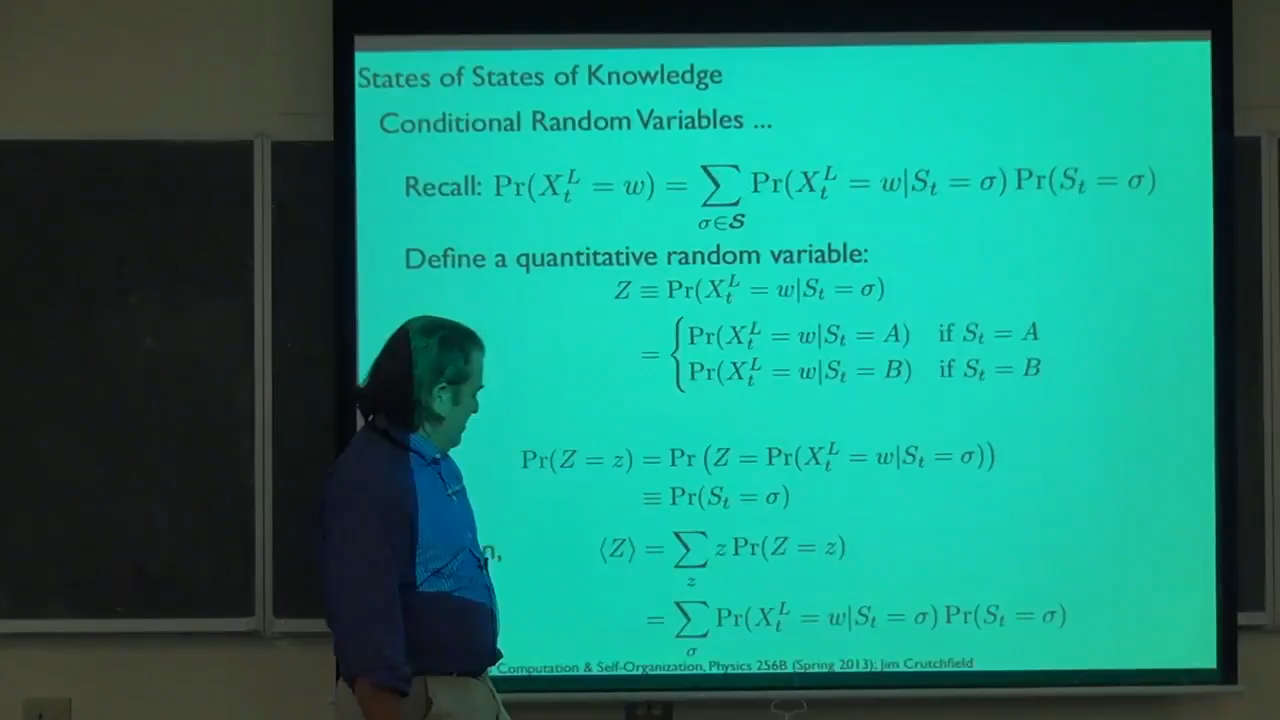 States of States of Knowledge
Conditional Random Variables ...
Recall: Pr(X_t^L = w) = ∑_{σ∈𝓢} Pr(X_t^L = w|S_t = σ) Pr(S_t = σ)
Define a quantitative random variable:
Z ≡ Pr(X_t^L = w|S_t = σ)
= { Pr(X_t^L = w|S_t = A) if S_t = A
Pr(X_t^L = w|S_t = B) if S_t = B
Pr(Z = z) = Pr (Z = Pr(X_t^L = w|S_t = σ))
≡ Pr(S_t = σ)
⟨Z⟩ = ∑_z z Pr(Z = z)
= ∑_σ Pr(X_t^L = w|S_t = σ) Pr(S_t = σ)
Computation & Self-Organization, Physics 256B (Spring 2013); Jim Crutchfield